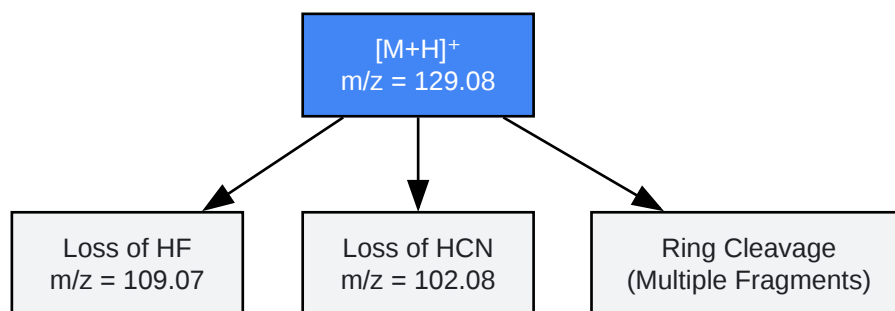 [M+H]⁺
m/z = 129.08
Loss of HF
m/z = 109.07
Loss of HCN
m/z = 102.08
Ring Cleavage
(Multiple Fragments)